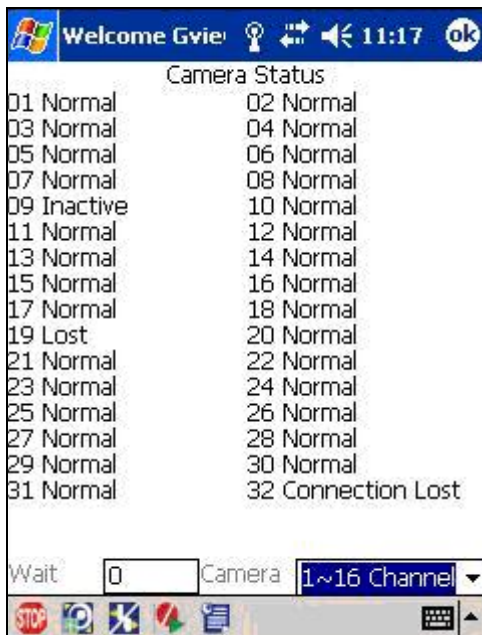 Welcome Gvie 11:17 ok
Camera Status
01 Normal 02 Normal
03 Normal 04 Normal
05 Normal 06 Normal
07 Normal 08 Normal
09 Inactive 10 Normal
11 Normal 12 Normal
13 Normal 14 Normal
15 Normal 16 Normal
17 Normal 18 Normal
19 Lost 20 Normal
21 Normal 22 Normal
23 Normal 24 Normal
25 Normal 26 Normal
27 Normal 28 Normal
29 Normal 30 Normal
31 Normal 32 Connection Lost
Wait 0 Camera 1~16 Channel
STOP